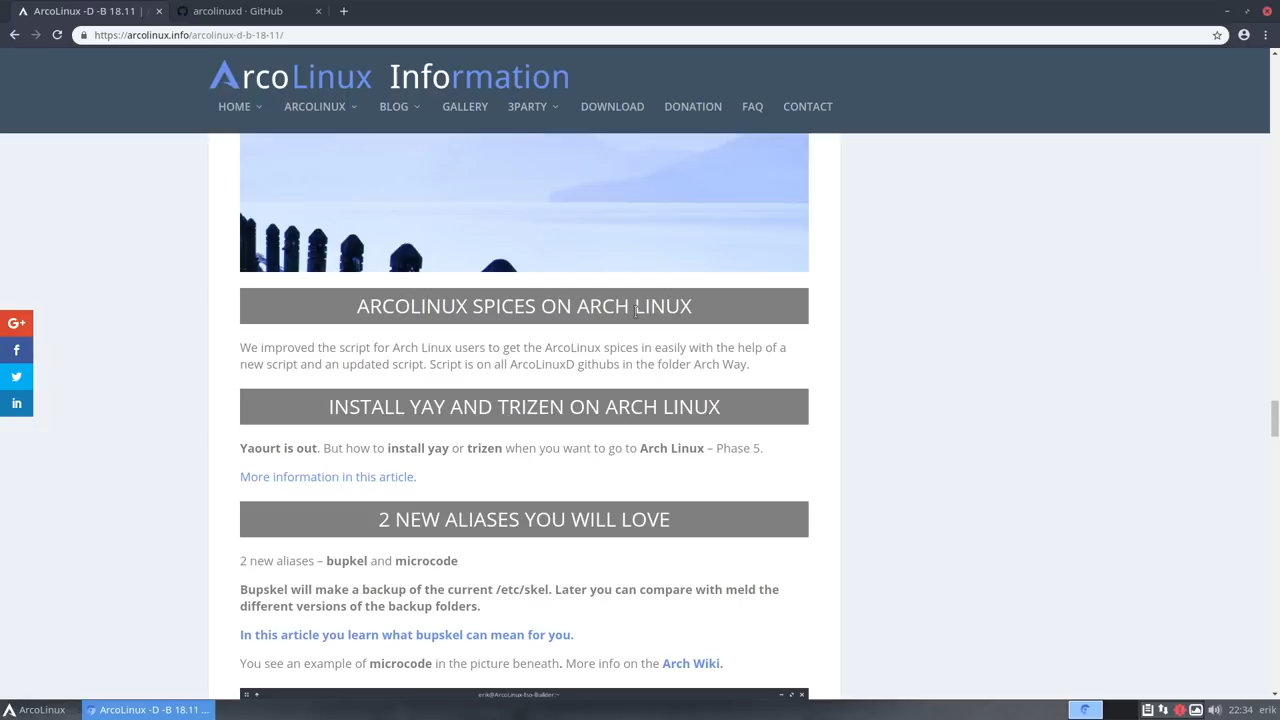 ArcoLinux -D -B 18.11 |
arcolinuxd · GitHub
https://arcolinux.info/arcolinux-d-b-18-11/
ArcoLinux Information
HOME ARCOLINUX BLOG GALLERY 3PARTY DOWNLOAD DONATION FAQ CONTACT
ARCOLINUX SPICES ON ARCH LINUX
We improved the script for Arch Linux users to get the ArcoLinux spices in easily with the help of a
new script and an updated script. Script is on all ArcoLinuxD githubs in the folder Arch Way.
INSTALL YAY AND TRIZEN ON ARCH LINUX
Yaourt is out. But how to install yay or trizen when you want to go to Arch Linux – Phase 5.
More information in this article.
2 NEW ALIASES YOU WILL LOVE
2 new aliases – bupkel and microcode
Bupskel will make a backup of the current /etc/skel. Later you can compare with meld the
different versions of the backup folders.
In this article you learn what bupskel can mean for you.
You see an example of microcode in the picture beneath. More info on the Arch Wiki.
erik@ArcoLinux-Iso-Builder:~
G+
f
in
ArcoLinux
ArcoLinux -D -B 18.11 ...
22:34 erik